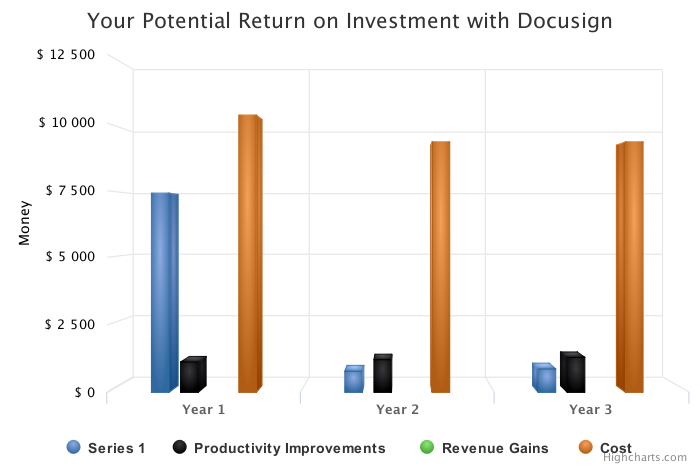 Your Potential Return on Investment with Docusign
$ 12 500
$ 10 000
$ 7 500
$ 5 000
$ 2 500
$ 0
Money
Year 1
Year 2
Year 3
Series 1
Productivity Improvements
Revenue Gains
Cost
Highcharts.com